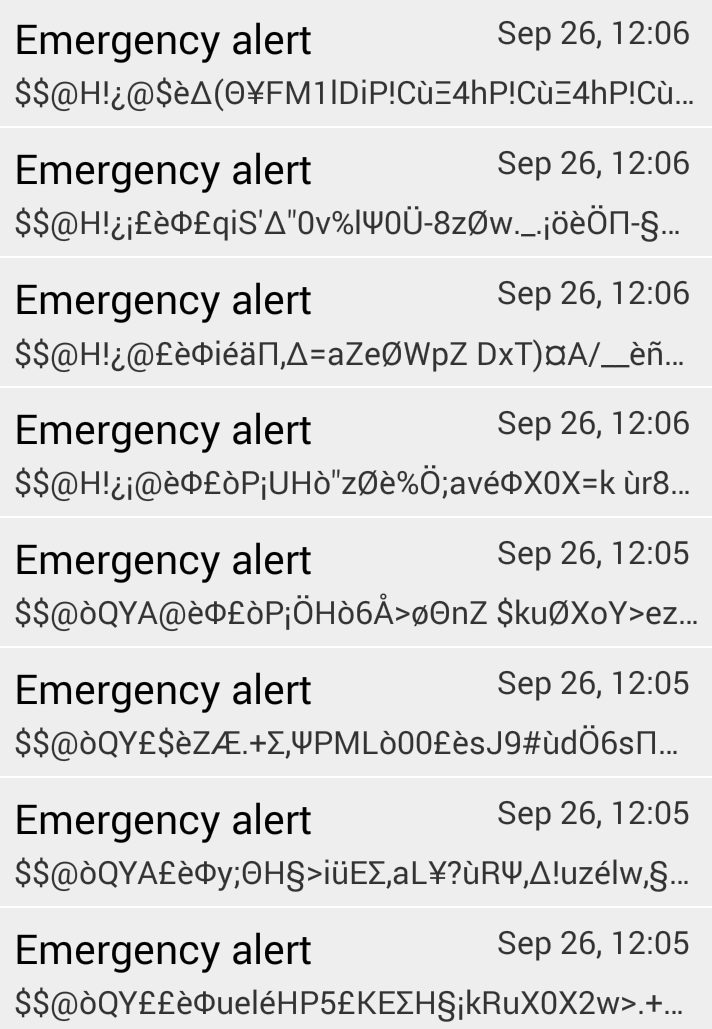 Emergency alert Sep 26, 12:06
$$@H!¿@$èΔ(Θ¥FM1lDiP!CùΞ4hP!CùΞ4hP!Cù...
Emergency alert Sep 26, 12:06
$$@H!¿¡£èΦ£qiS'Δ"0v%lΨ0Ü-8zØw._.¡öèÖΠ-§...
Emergency alert Sep 26, 12:06
$$@H!¿@£èΦiéäΠ,Δ=aZeØWpZ DxT)¤A/__èñ...
Emergency alert Sep 26, 12:06
$$@H!¿¡@èΦ£òP¡UHò"zØè%Ö;avéΦX0X=k ùr8...
Emergency alert Sep 26, 12:05
$$@òQYA@èΦ£òP¡ÖHò6Å>øΘnZ $kuØXoY>ez...
Emergency alert Sep 26, 12:05
$$@òQY£$èZÆ.+Σ,ΨPMLò00£èsJ9#ùdÖ6sΠ...
Emergency alert Sep 26, 12:05
$$@òQYA£èΦy;ΘH§>iüEΣ,aL¥?ùRΨ,Δ!uzélw,§...
Emergency alert Sep 26, 12:05
$$@òQY££èΦueléHP5£KEΣH§¡kRuX0X2w>.+...